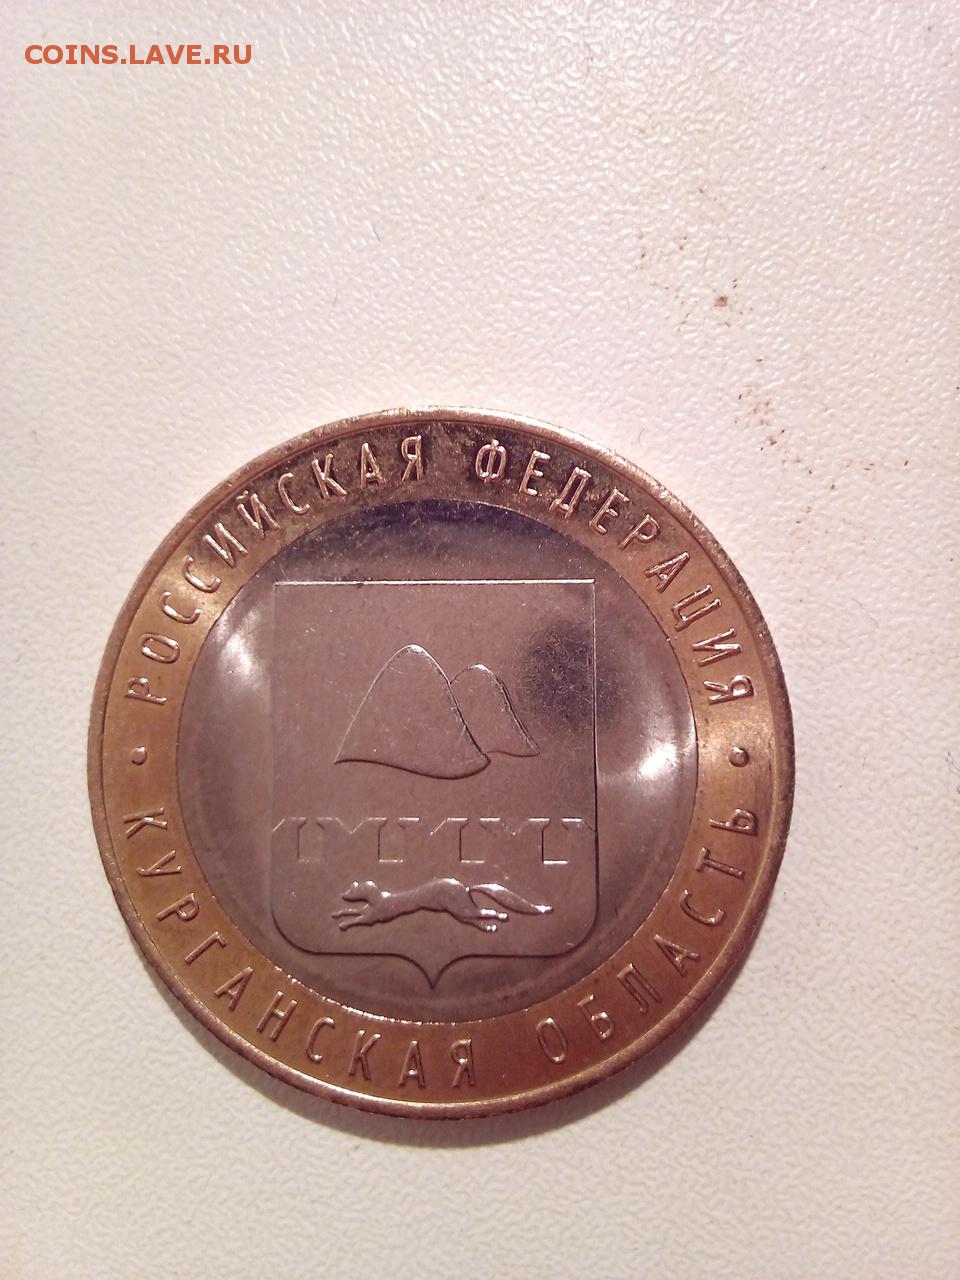 COINS.LAVE.RU
РОССИЙСКАЯ ФЕДЕРАЦИЯ
• КУРГАНСКАЯ ОБЛАСТЬ •